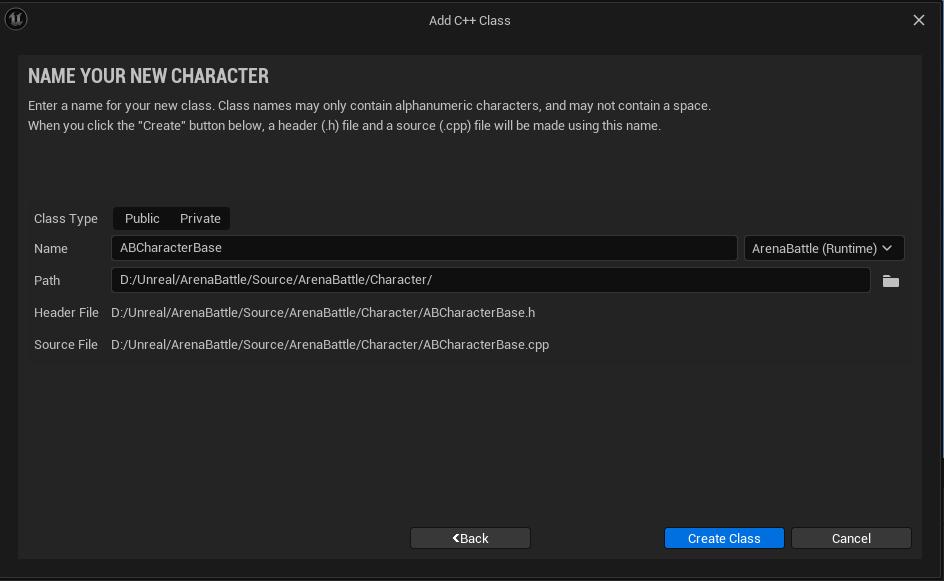 Add C++ Class
NAME YOUR NEW CHARACTER
Enter a name for your new class. Class names may only contain alphanumeric characters, and may not contain a space.
When you click the "Create" button below, a header (.h) file and a source (.cpp) file will be made using this name.
Class Type Public Private
Name ABCharacterBase ArenaBattle (Runtime)
Path D:/Unreal/ArenaBattle/Source/ArenaBattle/Character/
Header File D:/Unreal/ArenaBattle/Source/ArenaBattle/Character/ABCharacterBase.h
Source File D:/Unreal/ArenaBattle/Source/ArenaBattle/Character/ABCharacterBase.cpp
Back Create Class Cancel